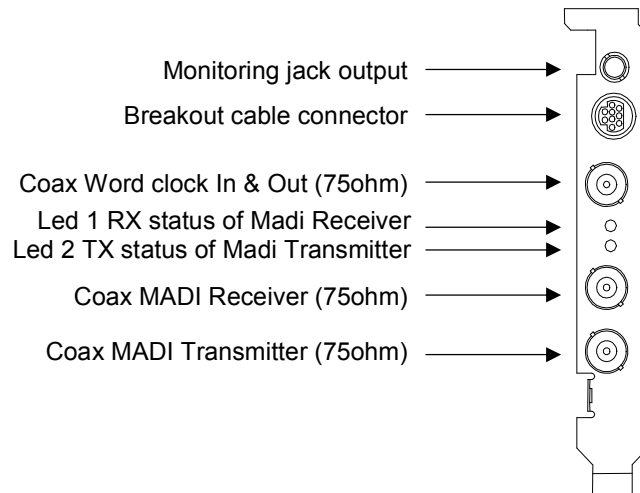 Monitoring jack output
Breakout cable connector
Coax Word clock In & Out (75ohm)
Led 1 RX status of Madi Receiver
Led 2 TX status of Madi Transmitter
Coax MADI Receiver (75ohm)
Coax MADI Transmitter (75ohm)